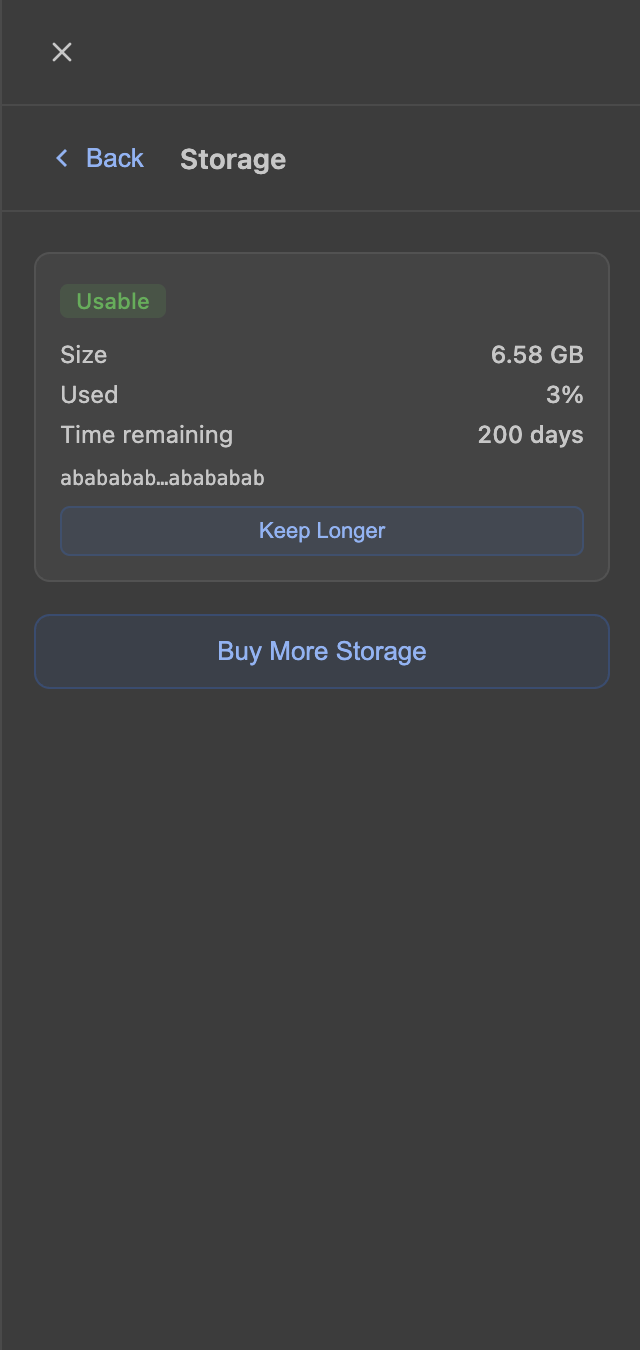 Back Storage
Usable
Size 6.58 GB
Used 3%
Time remaining 200 days
abababab…abababab
Keep Longer
Buy More Storage